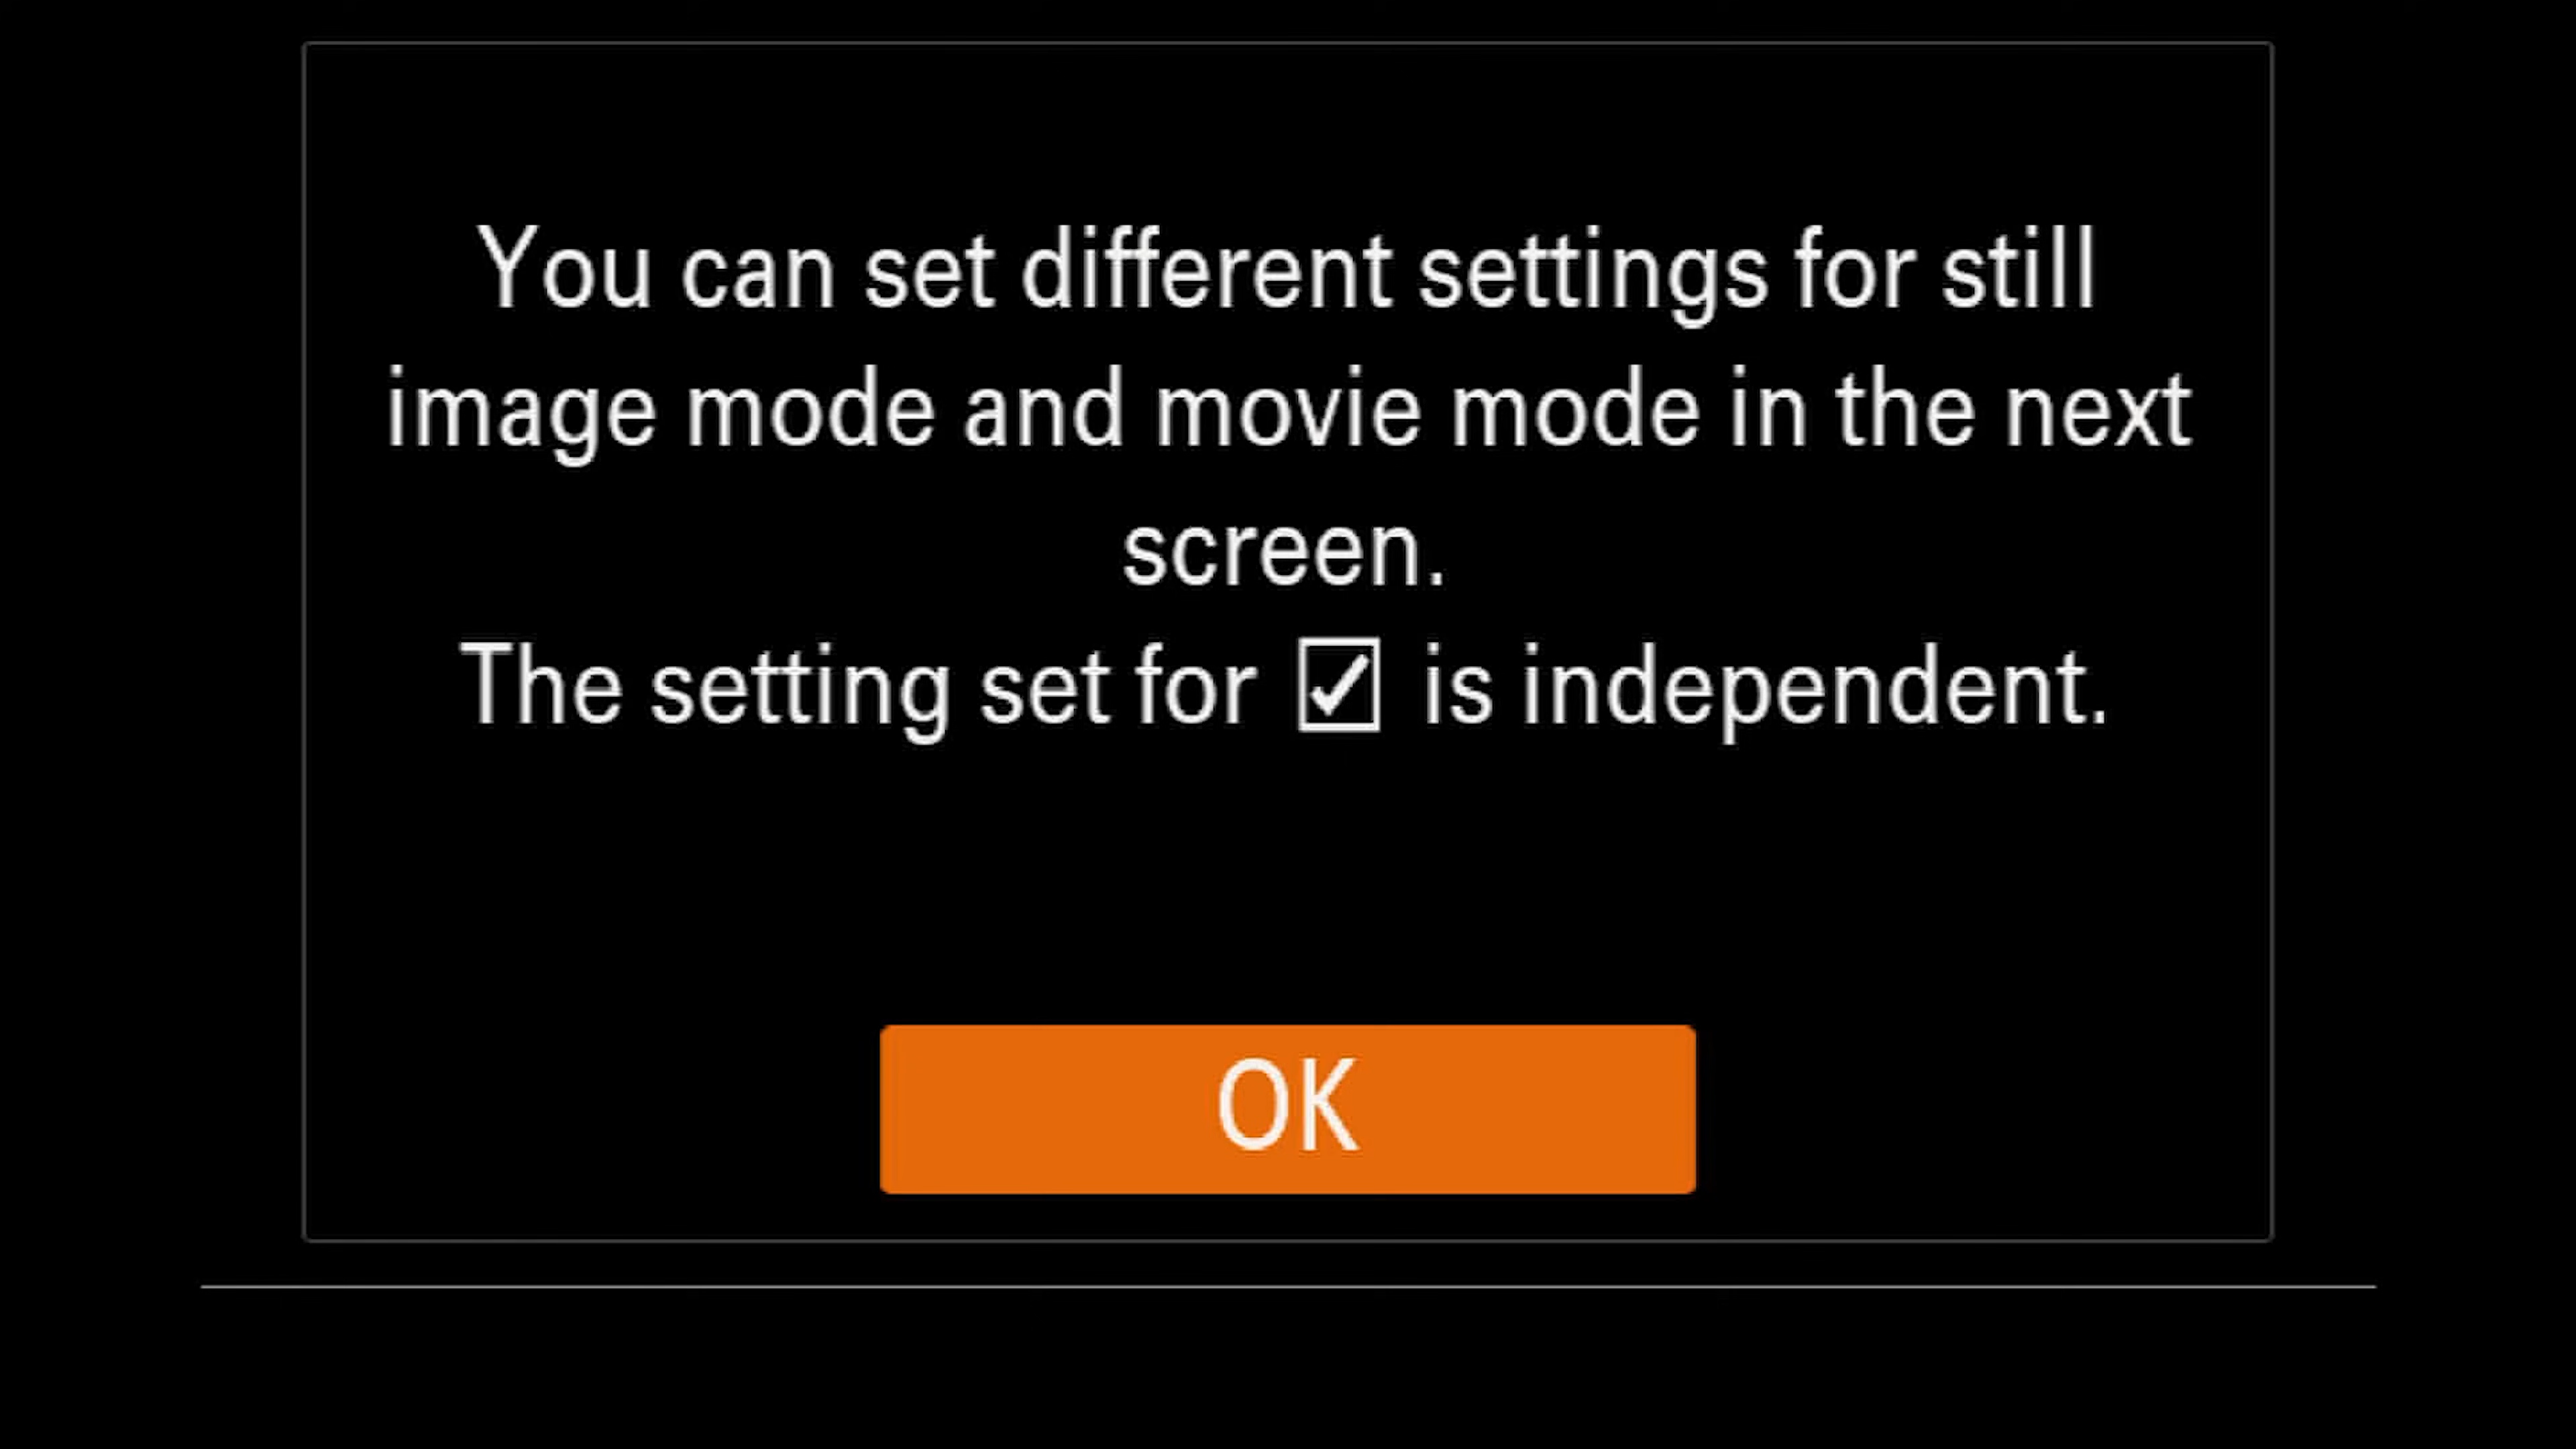 You can set different settings for still
image mode and movie mode in the next
screen.
The setting set for ☑ is independent.
OK